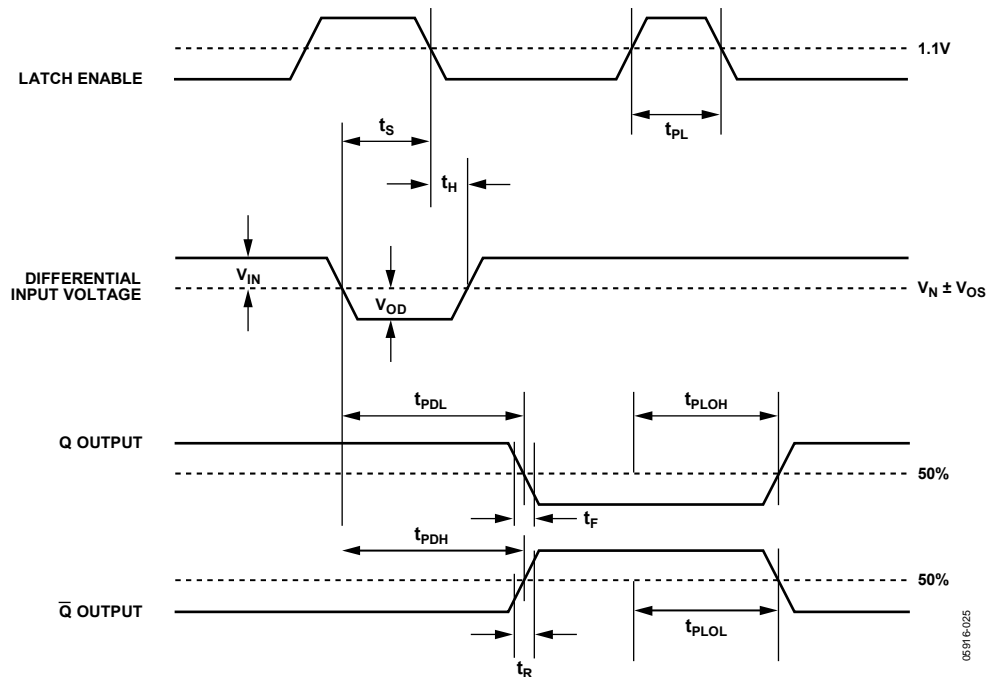 1.1V
LATCH ENABLE
tS
tPL
tH
DIFFERENTIAL
INPUT VOLTAGE
VIN
VOD
VN ± VOS
tPDL
tPLOH
Q OUTPUT
50%
tF
tPDH
50%
Q̅ OUTPUT
tPLOL
tR
05916-025